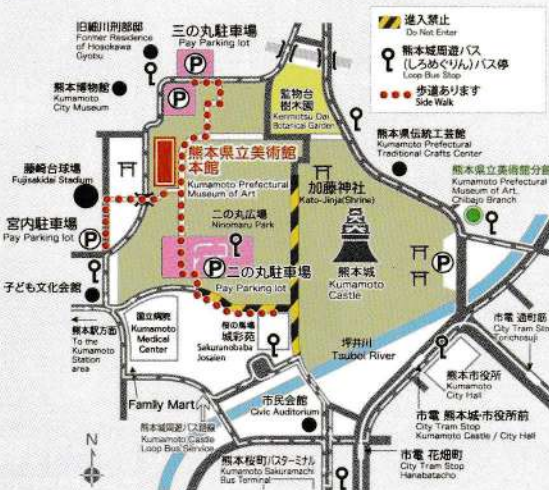 旧細川刑部邸
Former Residence
of Hosokawa
Gyobu
三の丸駐車場
Pay Parking lot
P
P
進入禁止
Do Not Enter
熊本城周遊バス
(しろめぐりん)バス停
Loop Bus Stop
歩道あります
Side Walk
熊本博物館
Kumamoto
City Museum
監物台
樹木園
Kenmotsu Dai
Botanical Garden
熊本県伝統工芸館
Kumamoto Prefectural
Traditional Crafts Center
熊本県立美術館
本館
Kumamoto Prefectural
Museum of Art
藤崎台球場
Fujisakidai Stadium
熊本県立美術館分館
Kumamoto Prefectural
Museum of Art,
Chibajo Branch
加藤神社
Kato-Jinja(Shrine)
宮内駐車場
Pay Parking lot
P
二の丸広場
Ninomaru Park
P
二の丸駐車場
Pay Parking lot
熊本城
Kumamoto
Castle
P
子ども文化会館
国立病院
Kumamoto
Medical
Center
桜の馬場
城彩苑
Sakuranobaba
Josaien
坪井川
Tsuboi River
熊本駅方面
To the
Kumamoto
Station
area
市電 通町筋
City Tram Stop
Torichosuji
Family Mart
市民会館
Civic Auditorium
熊本市役所
Kumamoto
City Hall
熊本城周遊バス路線
Kumamoto Castle
Loop Bus Service
市電 熊本城・市役所前
City Tram Stop
Kumamoto Castle / City Hall
N
熊本桜町バスターミナル
Kumamoto Sakuramachi
Bus Terminal
市電 花畑町
City Tram Stop
Hanabatacho